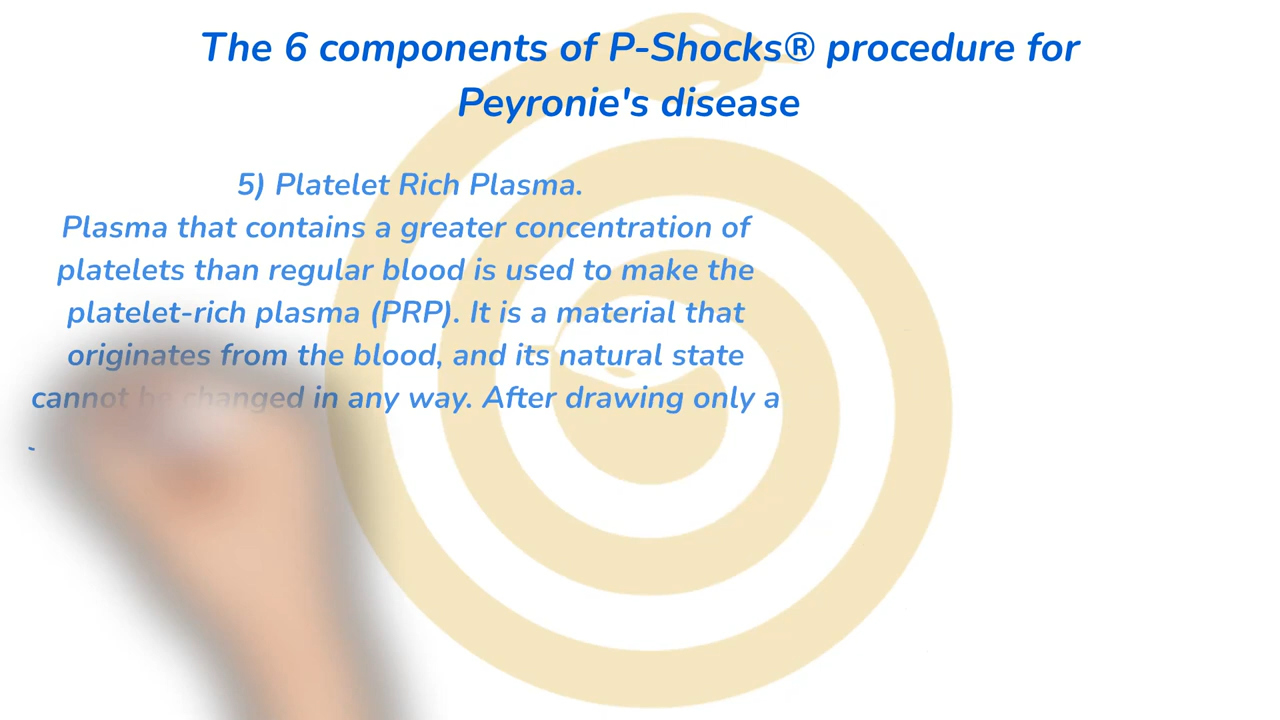 The 6 components of P-Shocks® procedure for
Peyronie's disease
5) Platelet Rich Plasma.
Plasma that contains a greater concentration of
platelets than regular blood is used to make the
platelet-rich plasma (PRP). It is a material that
originates from the blood, and its natural state
cannot be changed in any way. After drawing only a